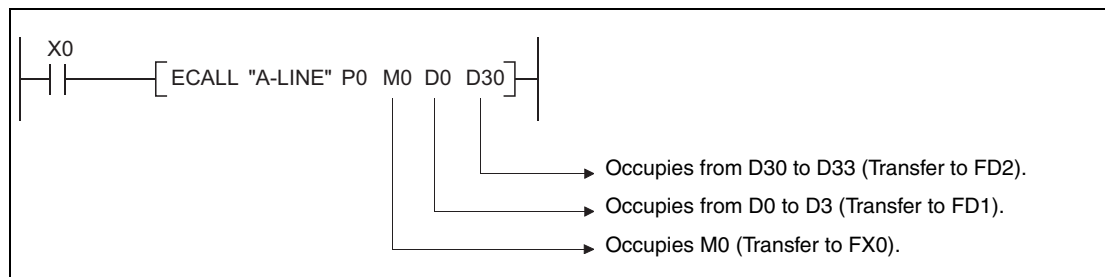 X0
ECALL "A-LINE" P0 M0 D0 D30
Occupies from D30 to D33 (Transfer to FD2).
Occupies from D0 to D3 (Transfer to FD1).
Occupies M0 (Transfer to FX0).